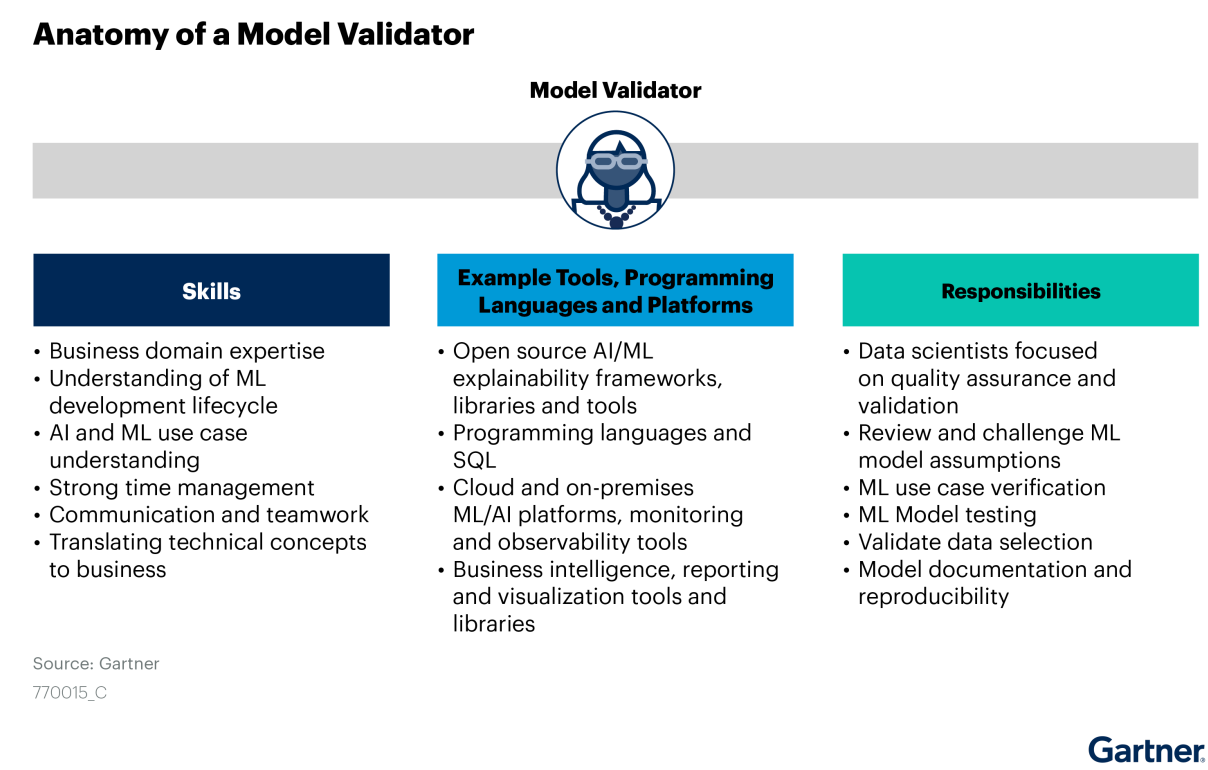 Anatomy of a Model Validator
Model Validator
Skills
• Business domain expertise
• Understanding of ML
development lifecycle
• AI and ML use case
understanding
• Strong time management
• Communication and teamwork
• Translating technical concepts
to business
Example Tools, Programming
Languages and Platforms
• Open source AI/ML
explainability frameworks,
libraries and tools
• Programming languages and
SQL
• Cloud and on-premises
ML/AI platforms, monitoring
and observability tools
• Business intelligence, reporting
and visualization tools and
libraries
Responsibilities
• Data scientists focused
on quality assurance and
validation
• Review and challenge ML
model assumptions
• ML use case verification
• ML Model testing
• Validate data selection
• Model documentation and
reproducibility
Source: Gartner
770015_C
Gartner®